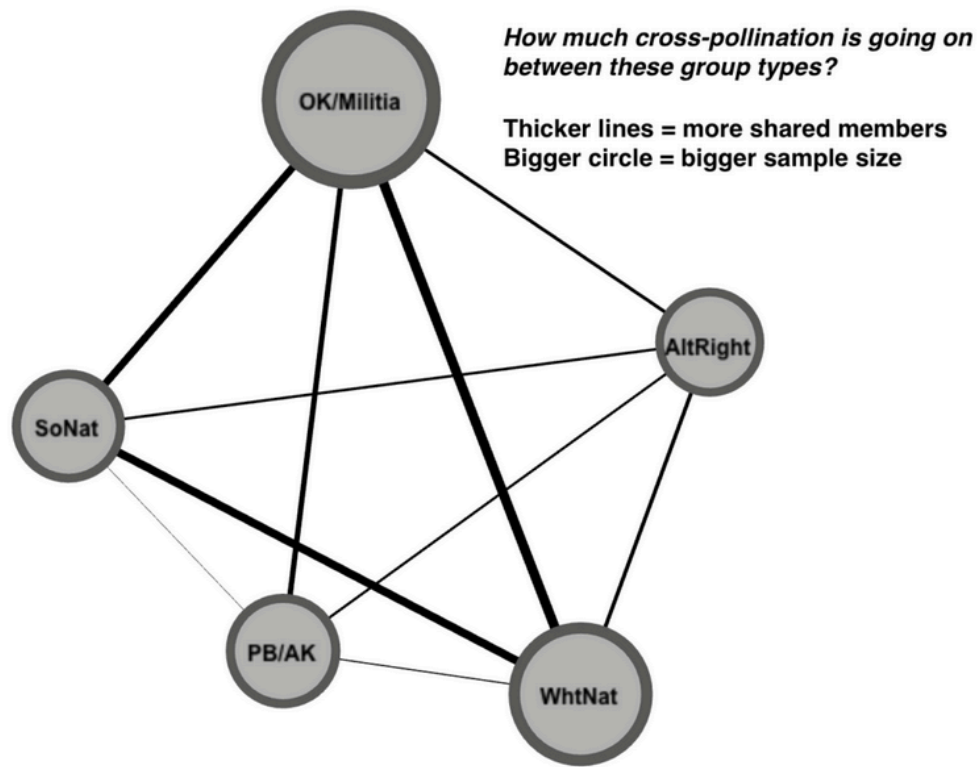 How much cross-pollination is going on
between these group types?
Thicker lines = more shared members
Bigger circle = bigger sample size
OK/Militia
AltRight
SoNat
PB/AK
WhtNat